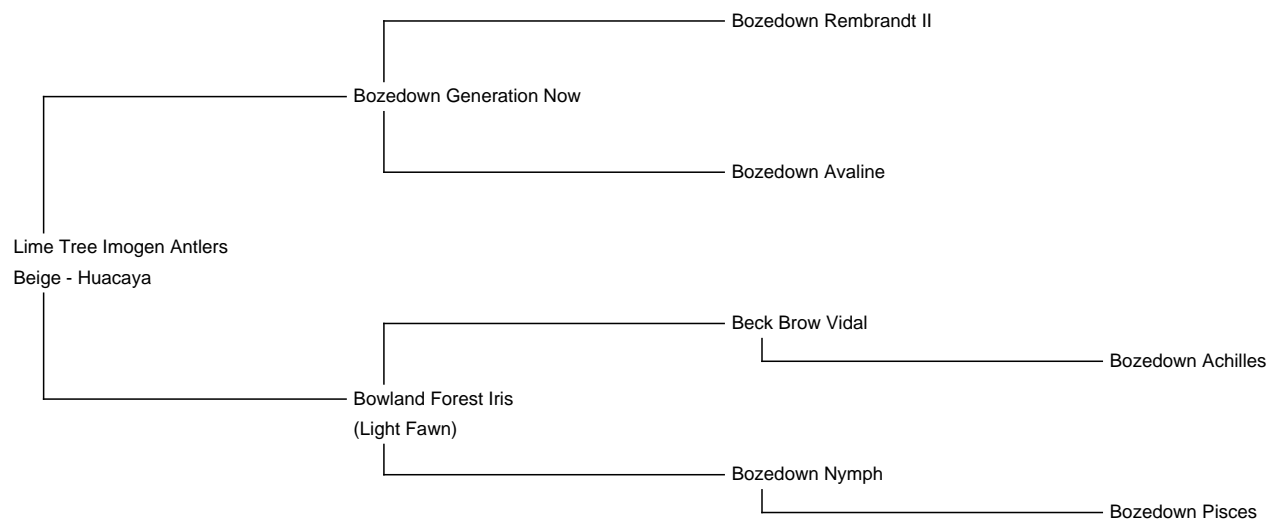 Bozedown Rembrandt II
Bozedown Generation Now
Bozedown Avaline
Lime Tree Imogen Antlers
Beige - Huacaya
Beck Brow Vidal
Bozedown Achilles
Bowland Forest Iris
(Light Fawn)
Bozedown Nymph
Bozedown Pisces